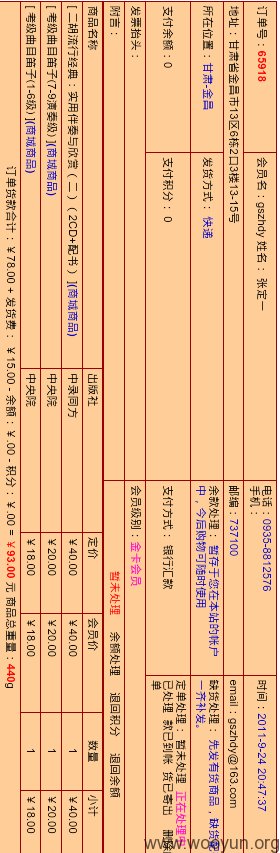 订单号：65918 会员名：gszhdy 张定一 电话：0935-8812576 手机： 时间：2011-9-24 20:47:37
地址：甘肃省金昌市13区6栋2口3楼13-15号 邮编：737100 email：gszhdy@163.com
所在位置：甘肃-金昌 发货方式：快递 余款处理：暂存于您在本站的帐户中，今后购物可随时使用 缺货处理：先发有货商品，缺货要一齐补发。
支付余额：0 支付积分：0 支付方式：银行汇款 定单处理：暂未处理 正在处理
已处理 款已到帐 货已寄出 删除
单
发票抬头： 会员级别：金卡会员
附言： 暂未处理 余额处理 退回积分 退回余额
商品名称 出版社 定价 会员价 数量 小计
[二胡流行经典：实用伴奏与欣赏（二）（2CD+配书）](商城商品) 中录同方 ￥40.00 ￥40.00 1 ￥40.00
[考级曲目笛子(7-9演奏级)](商城商品) 中央院 ￥20.00 ￥20.00 1 ￥20.00
[考级曲目笛子(1-6级)](商城商品) 中央院 ￥18.00 ￥18.00 1 ￥18.00
订单货款合计：￥78.00 + 发货费：￥15.00 - 余额：￥.00 - 积分：￥.00 = ￥93.00 元 商品总重量：440g
www.wooyun.org